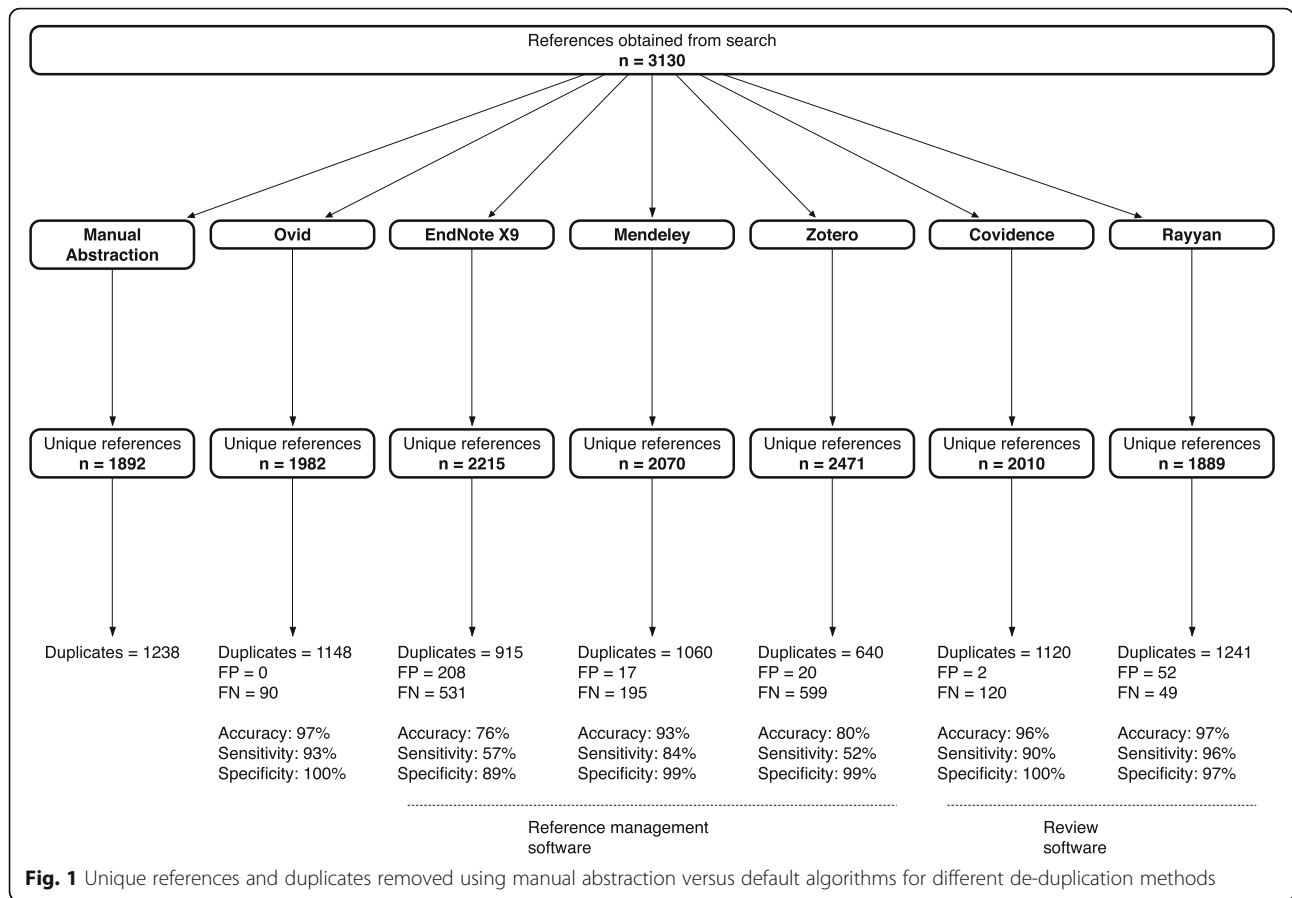 References obtained from search
n = 3130
Manual
Abstraction
Ovid
EndNote X9
Mendeley
Zotero
Covidence
Rayyan
Unique references
n = 1892
Unique references
n = 1982
Unique references
n = 2215
Unique references
n = 2070
Unique references
n = 2471
Unique references
n = 2010
Unique references
n = 1889
Duplicates = 1238
Duplicates = 1148
FP = 0
FN = 90
Accuracy: 97%
Sensitivity: 93%
Specificity: 100%
Duplicates = 915
FP = 208
FN = 531
Accuracy: 76%
Sensitivity: 57%
Specificity: 89%
Duplicates = 1060
FP = 17
FN = 195
Accuracy: 93%
Sensitivity: 84%
Specificity: 99%
Duplicates = 640
FP = 20
FN = 599
Accuracy: 80%
Sensitivity: 52%
Specificity: 99%
Duplicates = 1120
FP = 2
FN = 120
Accuracy: 96%
Sensitivity: 90%
Specificity: 100%
Duplicates = 1241
FP = 52
FN = 49
Accuracy: 97%
Sensitivity: 96%
Specificity: 97%
Reference management
software
Review
software
Fig. 1 Unique references and duplicates removed using manual abstraction versus default algorithms for different de-duplication methods